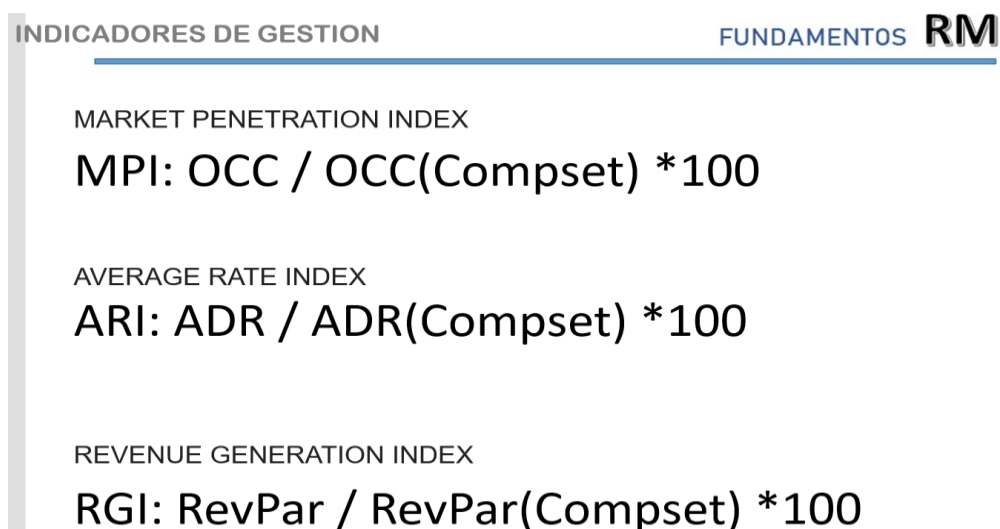 INDICADORES DE GESTION
FUNDAMENTOS RM
MARKET PENETRATION INDEX
MPI: OCC / OCC(Compset) *100
AVERAGE RATE INDEX
ARI: ADR / ADR(Compset) *100
REVENUE GENERATION INDEX
RGI: RevPar / RevPar(Compset) *100